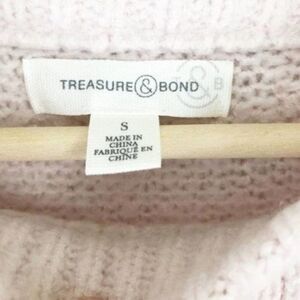 TREASURE & BOND
T & B
S
MADE IN
CHINA
FABRIQUÉ EN
CHINE